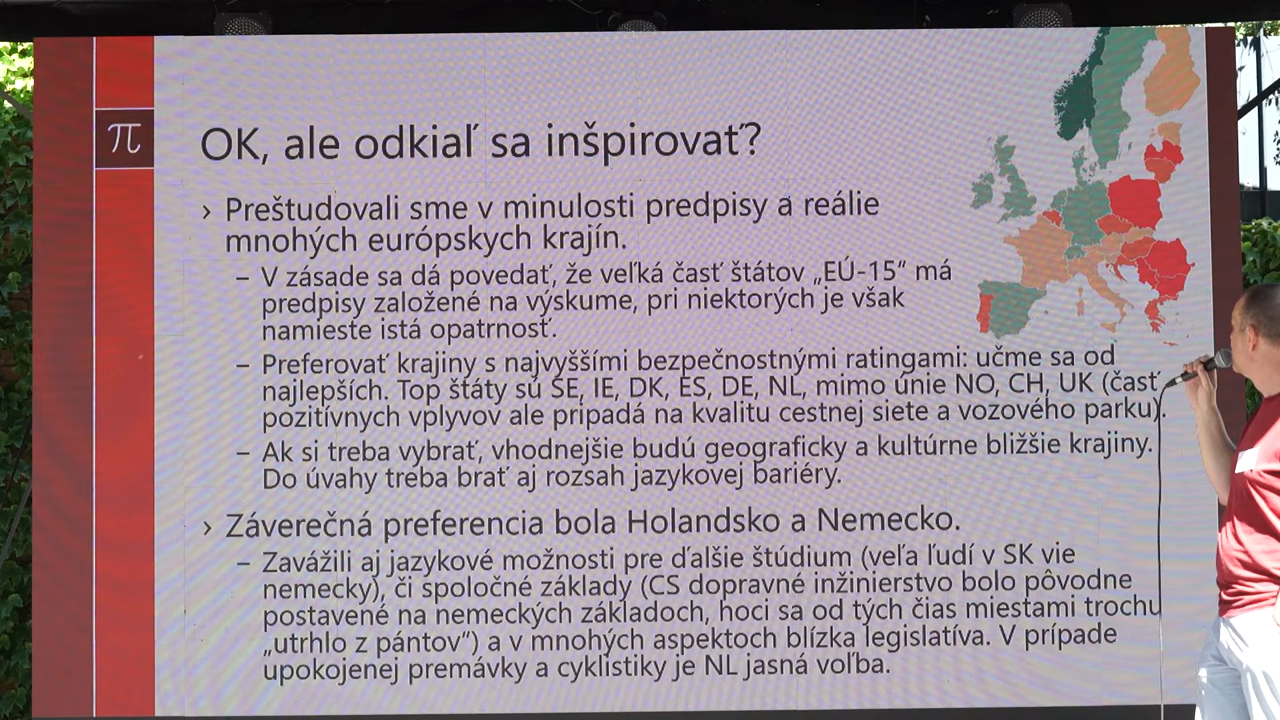 π
OK, ale odkiaľ sa inšpirovať?
› Preštudovali sme v minulosti predpisy a reálie
mnohých európskych krajín.
– V zásade sa dá povedať, že veľká časť štátov „EÚ-15“ má
predpisy založené na výskume, pri niektorých je však
namieste istá opatrnosť.
– Preferovať krajiny s najvyššími bezpečnostnými ratingami: učme sa od
najlepších. Top štáty sú SE, IE, DK, ES, DE, NL, mimo únie NO, CH, UK (časť
pozitívnych vplyvov ale pripadá na kvalitu cestnej siete a vozového parku).
– Ak si treba vybrať, vhodnejšie budú geograficky a kultúrne bližšie krajiny.
Do úvahy treba brať aj rozsah jazykovej bariéry.
› Záverečná preferencia bola Holandsko a Nemecko.
– Zavážili aj jazykové možnosti pre ďalšie štúdium (veľa ľudí v SK vie
nemecky), či spoločné základy (CS dopravné inžinierstvo bolo pôvodne
postavené na nemeckých základoch, hoci sa od tých čias miestami trochu
„utrhlo z pántov“) a v mnohých aspektoch blízka legislatíva. V prípade
upokojenej premávky a cyklistiky je NL jasná voľba.